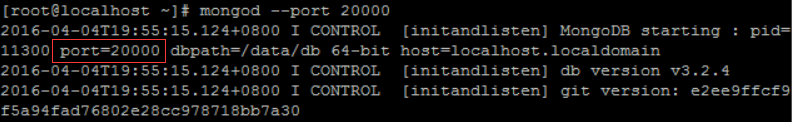 [root@localhost ~]# mongod --port 20000
2016-04-04T19:55:15.124+0800 I CONTROL  [initandlisten] MongoDB starting : pid=
11300 port=20000 dbpath=/data/db 64-bit host=localhost.localdomain
2016-04-04T19:55:15.124+0800 I CONTROL  [initandlisten] db version v3.2.4
2016-04-04T19:55:15.124+0800 I CONTROL  [initandlisten] git version: e2ee9ffcf9
f5a94fad76802e28cc978718bb7a30